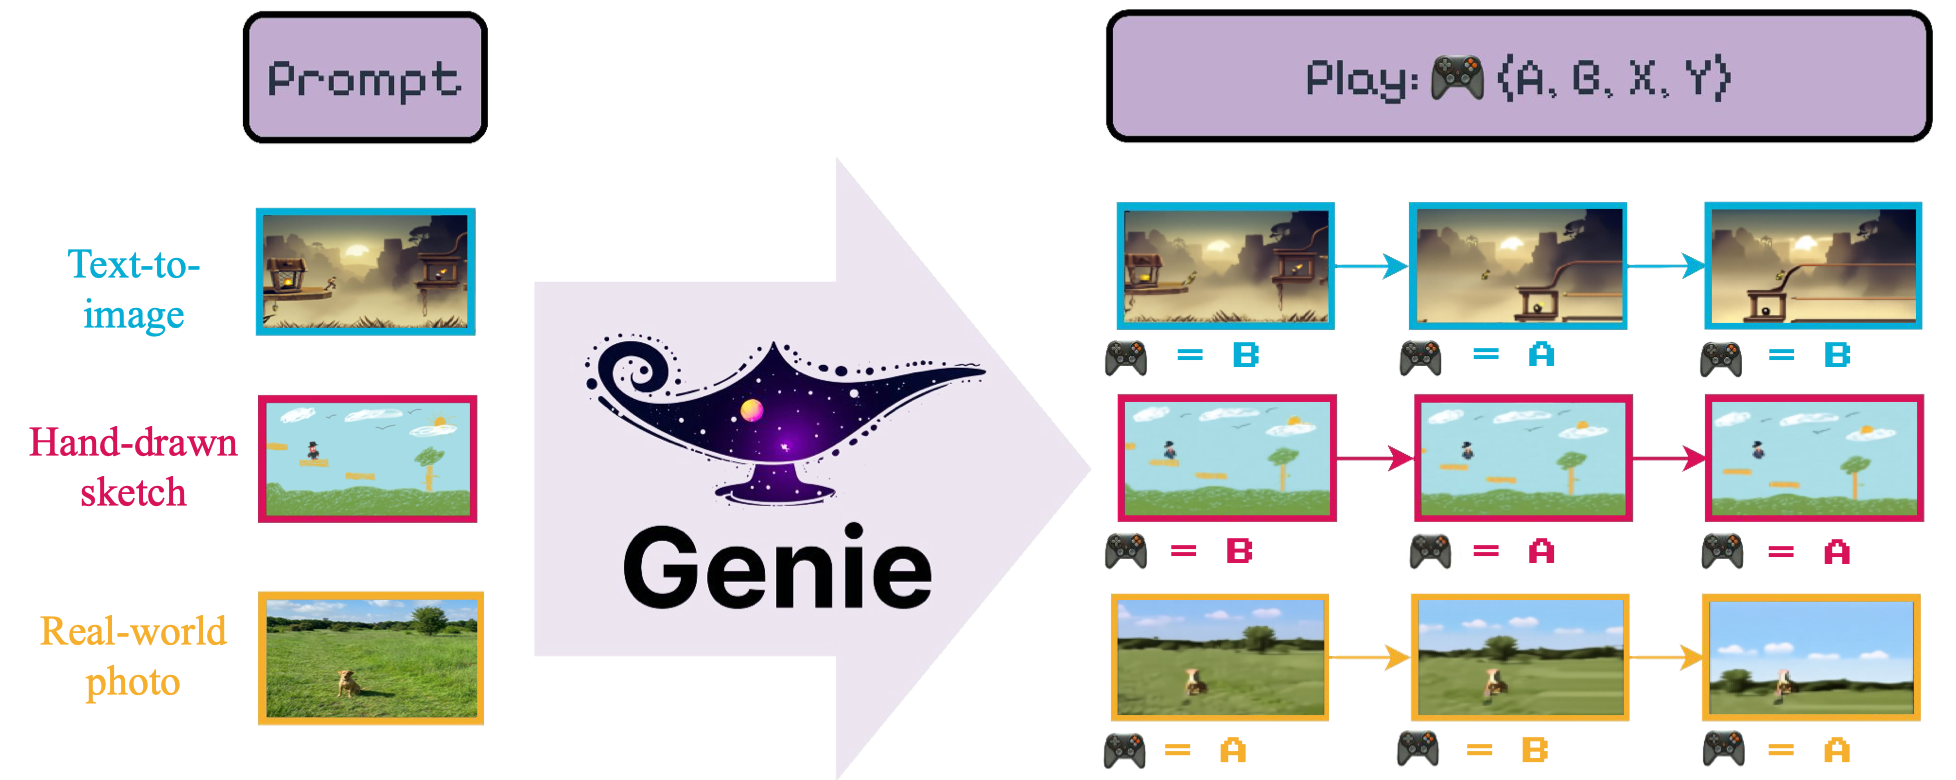 Prompt
Play: {A, B, X, Y}
Text-to-
image
= B
= A
= B
Hand-drawn
sketch
= B
= A
= A
Genie
Real-world
photo
= A
= B
= A